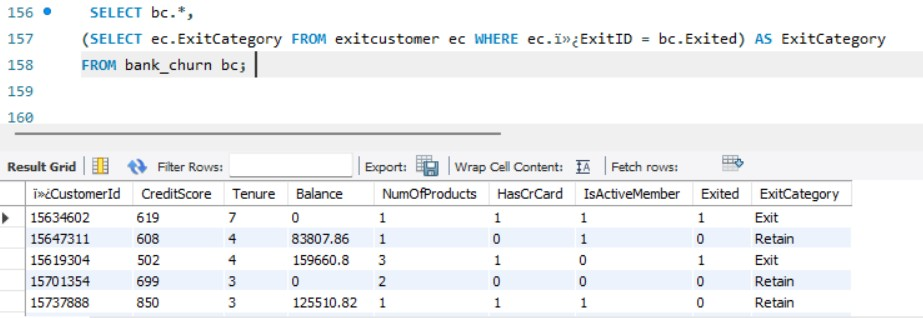 156 SELECT bc.*,
157 (SELECT ec.ExitCategory FROM exitcustomer ec WHERE ec.ï»¿ExitID = bc.Exited) AS ExitCategory
158 FROM bank_churn bc;
159
160
Result Grid Filter Rows: Export: Wrap Cell Content: Fetch rows:
ï»¿CustomerId CreditScore Tenure Balance NumOfProducts HasCrCard IsActiveMember Exited ExitCategory
15634602 619 7 0 1 1 1 1 Exit
15647311 608 4 83807.86 1 0 1 0 Retain
15619304 502 4 159660.8 3 1 0 1 Exit
15701354 699 3 0 2 0 0 0 Retain
15737888 850 3 125510.82 1 1 1 0 Retain